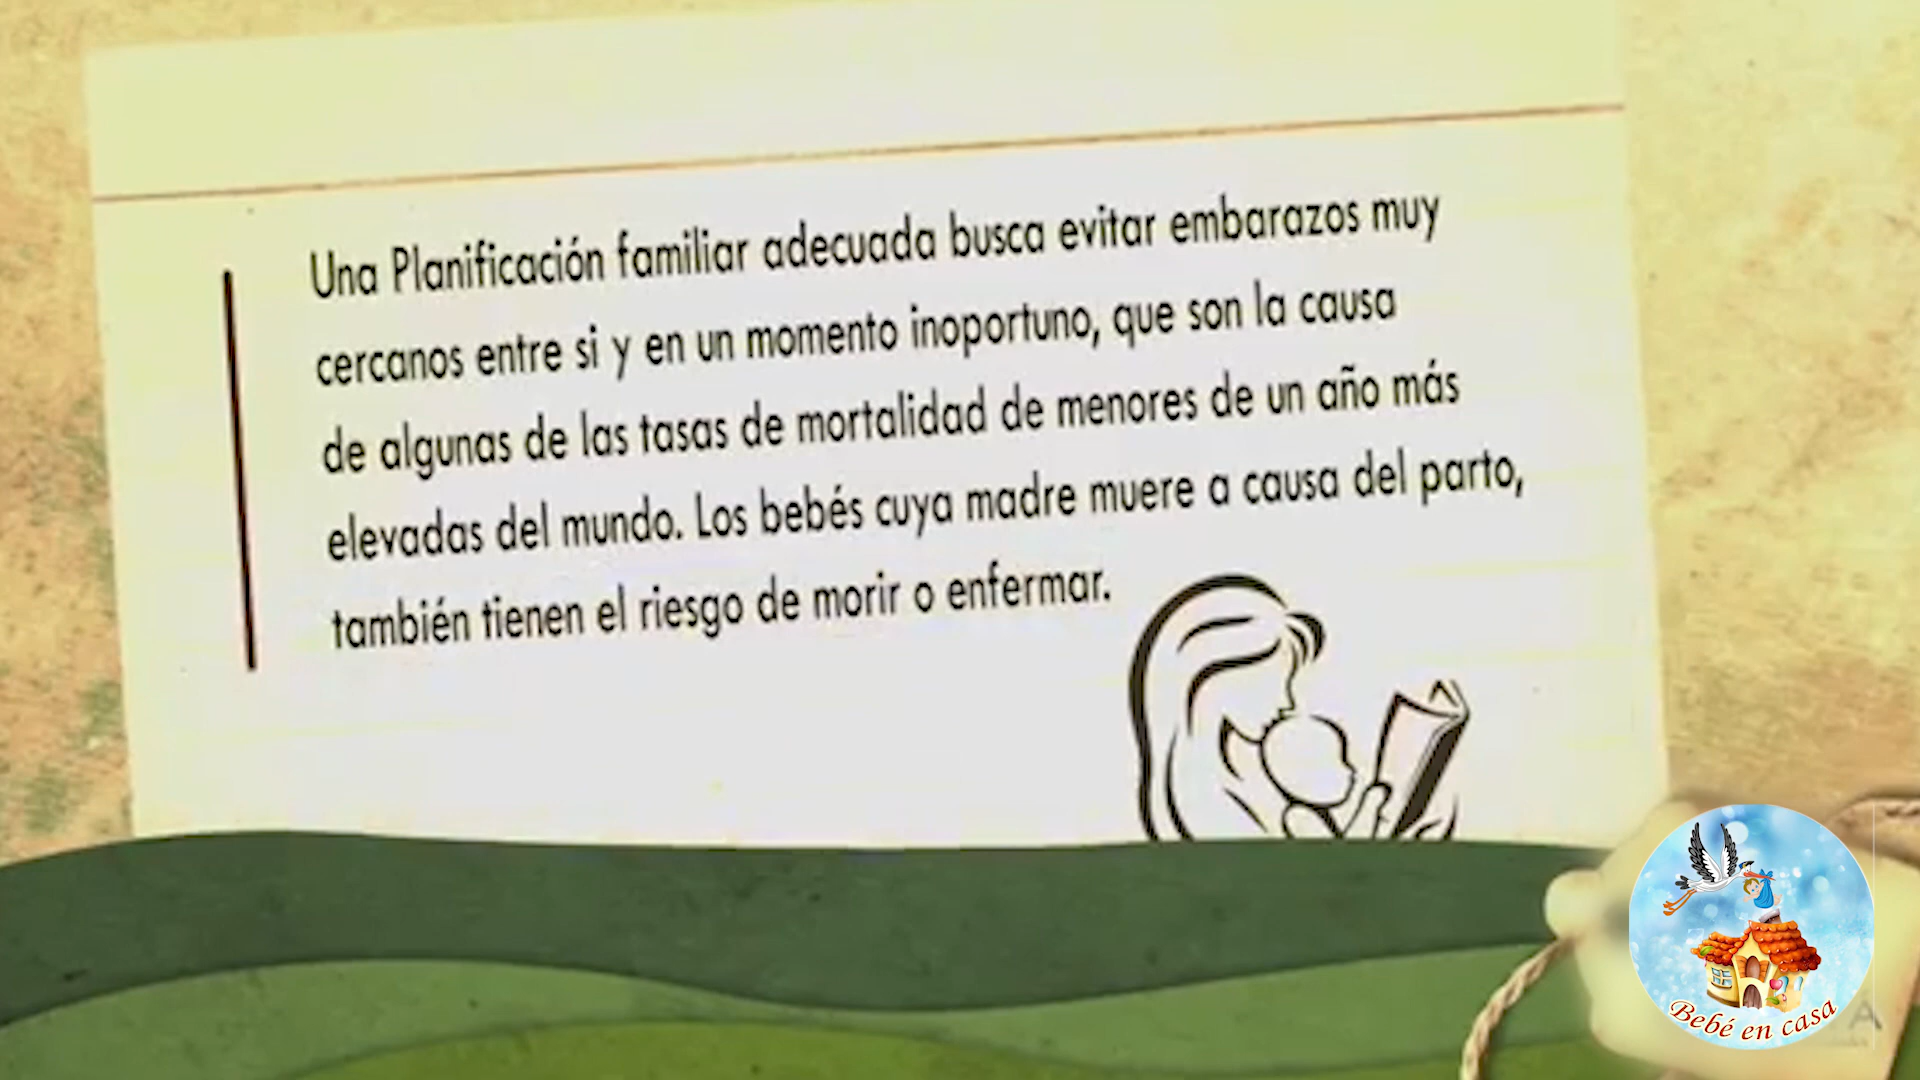 Una Planificación familiar adecuada busca evitar embarazos muy
cercanos entre si y en un momento inoportuno, que son la causa
de algunas de las tasas de mortalidad de menores de un año más
elevadas del mundo. Los bebés cuya madre muere a causa del parto,
también tienen el riesgo de morir o enfermar.
Bebé en casa